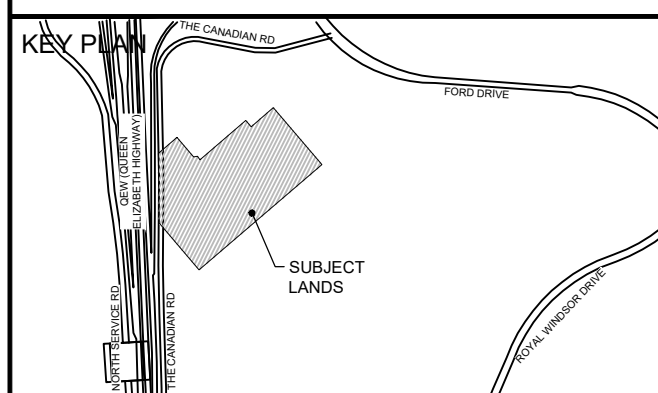 KEY PLAN
THE CANADIAN RD
FORD DRIVE
QEW (QUEEN
ELIZABETH HIGHWAY)
SUBJECT
LANDS
NORTH SERVICE RD
THE CANADIAN RD
ROYAL WINDSOR DRIVE